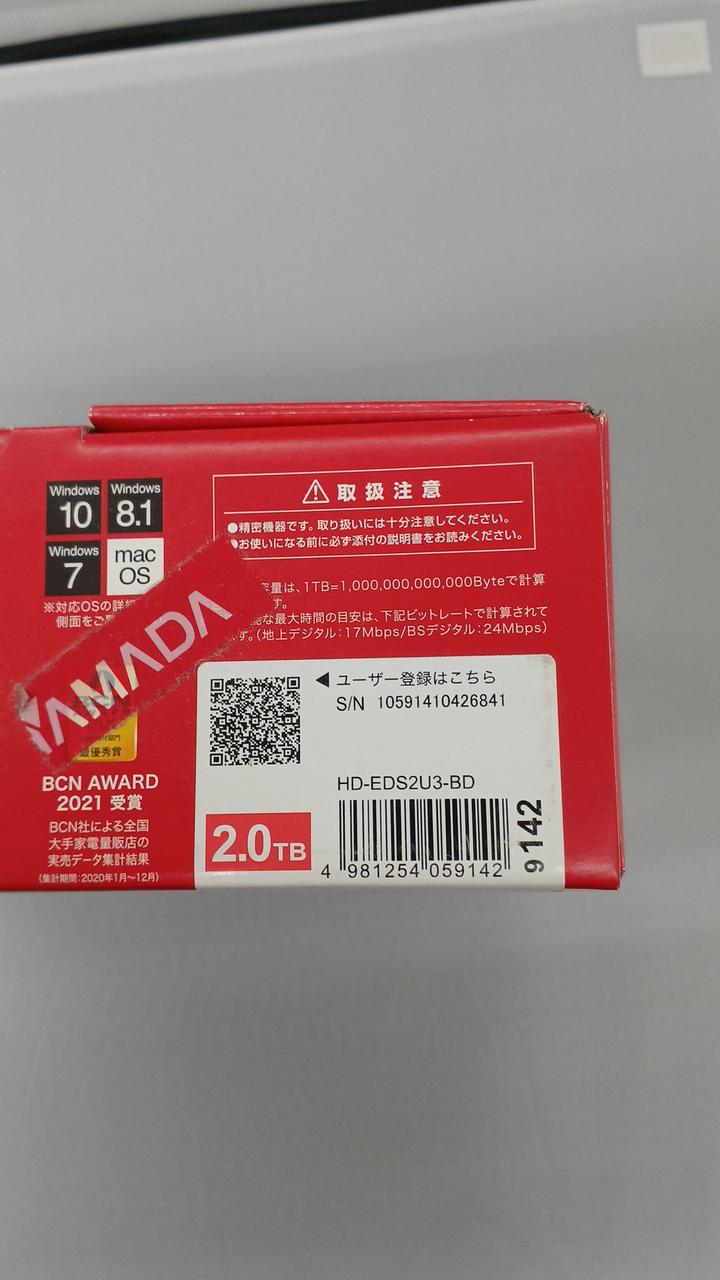 Windows
10
Windows
8.1
Windows
7
mac
OS
※対応OSの詳細
側面をご
取扱注意
●精密機器です。取り扱いには十分注意してください。
●お使いになる前に必ず添付の説明書をお読みください。
容量は、1TB=1,000,000,000,000Byteで計算
す。
能な最大時間の目安は、下記ビットレートで計算されて
す。(地上デジタル:17Mbps/BSデジタル:24Mbps)
YAMADA
最優秀賞
BCN AWARD
2021 受賞
BCN社による全国
大手家電量販店の
実売データ集計結果
(集計期間:2020年1月〜12月)
◀ ユーザー登録はこちら
S/N 10591410426841
HD-EDS2U3-BD
2.0TB
4 981254 059142
9142